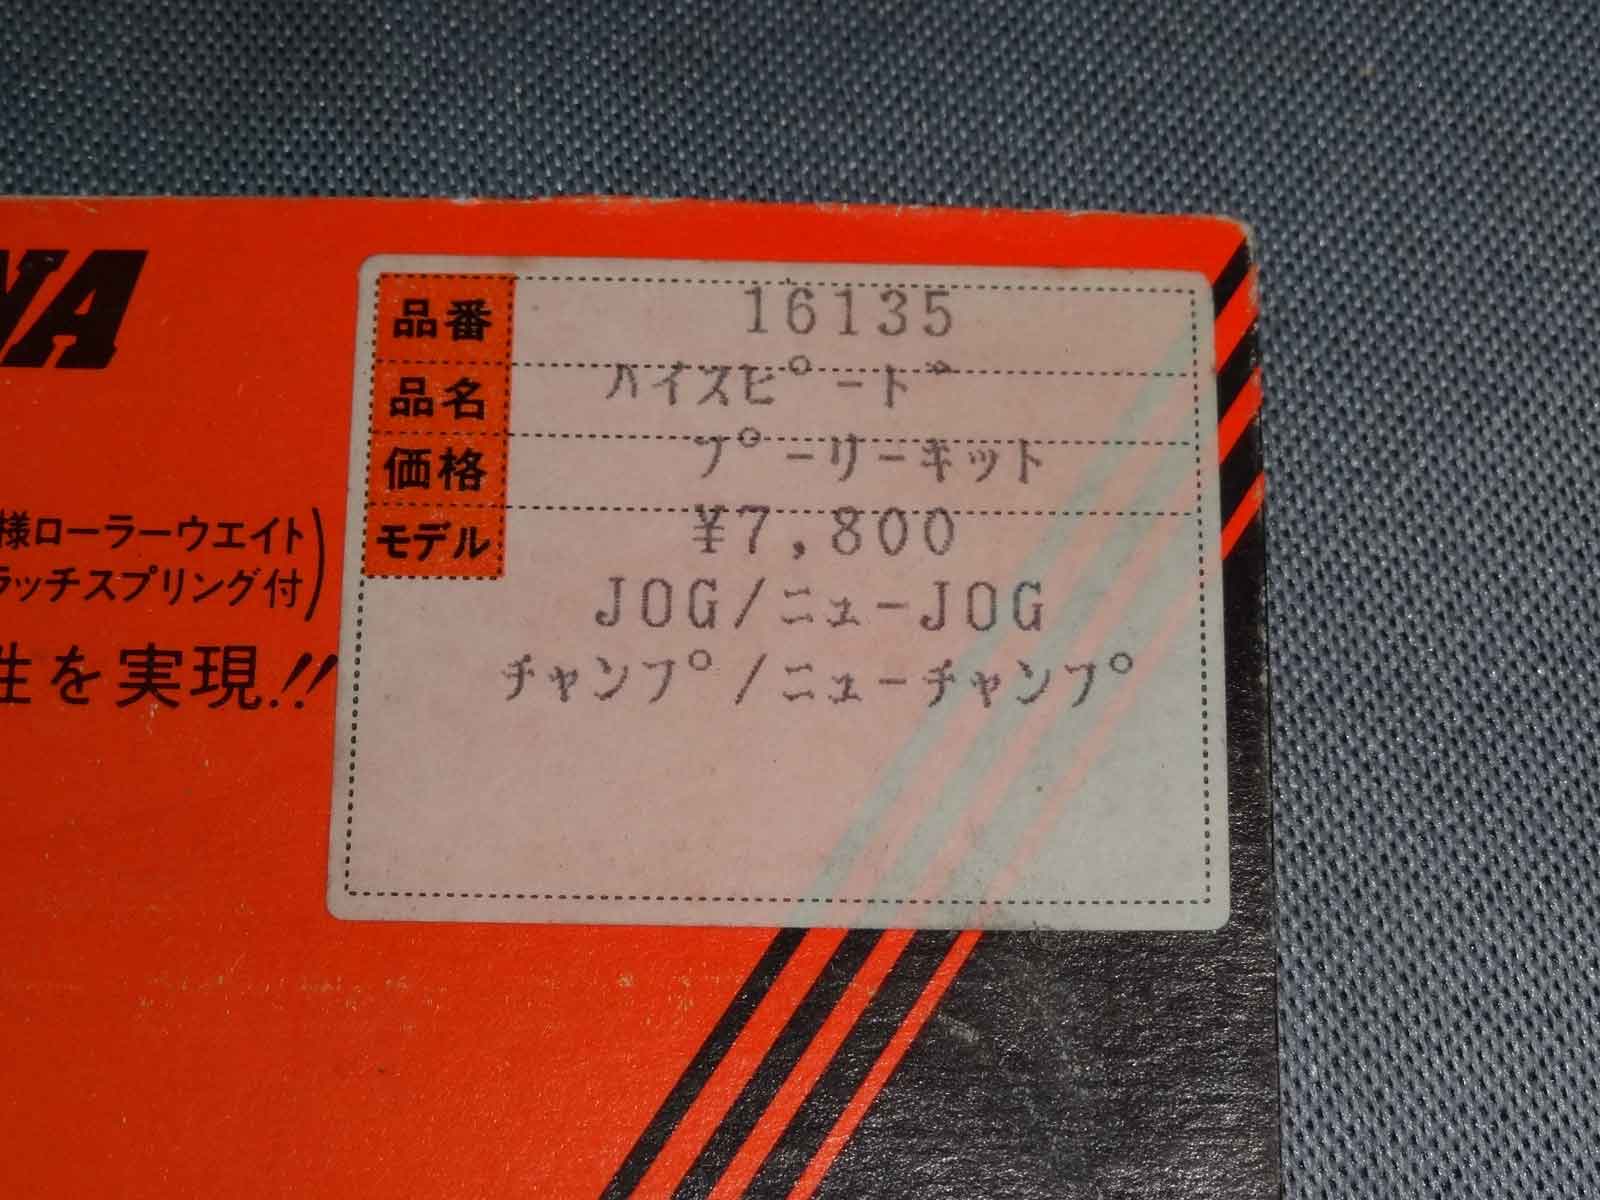 NA
品番 16135
品名 ハイスピード
価格 プーリーキット
モデル ¥7,800
JOG/ニューJOG
チャンプ/ニューチャンプ
様ローラーウエイト
ラッチスプリング付)
性を実現!!